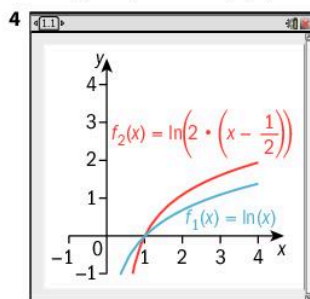 4
1.1
y
4
3
f₂(x) = ln(2 • (x − 1/2))
2
1
f₁(x) = ln(x)
−1 0 1 2 3 4 x
−1